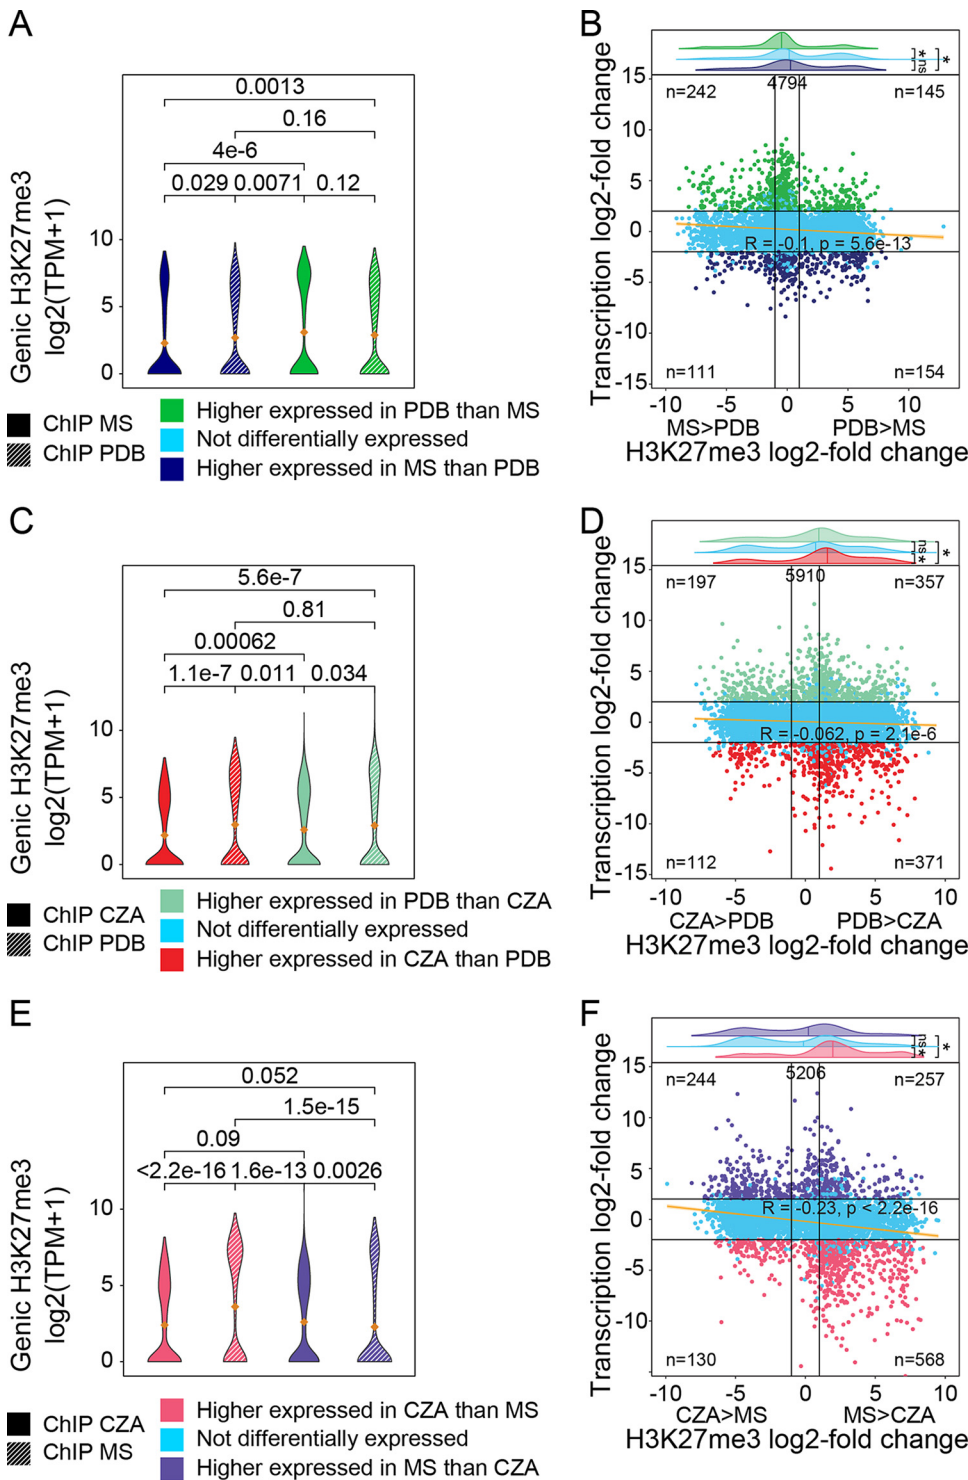 A
0.0013
0.16
4e-6
0.029 0.0071 0.12
10
5
0
Genic H3K27me3
log2(TPM+1)
ChIP MS
ChIP PDB
Higher expressed in PDB than MS
Not differentially expressed
Higher expressed in MS than PDB
B
*
ns
*
15
10
5
0
-5
-10
-15
Transcription log2-fold change
n=242
4794
n=145
R = -0.1, p = 5.6e-13
n=111
n=154
-10 -5 0 5 10
MS>PDB PDB>MS
H3K27me3 log2-fold change
C
5.6e-7
0.81
0.00062
1.1e-7 0.011 0.034
10
5
0
Genic H3K27me3
log2(TPM+1)
ChIP CZA
ChIP PDB
Higher expressed in PDB than CZA
Not differentially expressed
Higher expressed in CZA than PDB
D
ns
*
*
15
10
5
0
-5
-10
-15
Transcription log2-fold change
n=197
5910
n=357
R = -0.062, p = 2.1e-6
n=112
n=371
-10 -5 0 5 10
CZA>PDB PDB>CZA
H3K27me3 log2-fold change
E
0.052
1.5e-15
0.09
<2.2e-16 1.6e-13 0.0026
10
5
0
Genic H3K27me3
log2(TPM+1)
ChIP CZA
ChIP MS
Higher expressed in CZA than MS
Not differentially expressed
Higher expressed in MS than CZA
F
ns
*
*
15
10
5
0
-5
-10
Transcription log2-fold change
n=244
5206
n=257
R = -0.23, p < 2.2e-16
n=130
n=568
-10 -5 0 5 10
CZA>MS MS>CZA
H3K27me3 log2-fold change